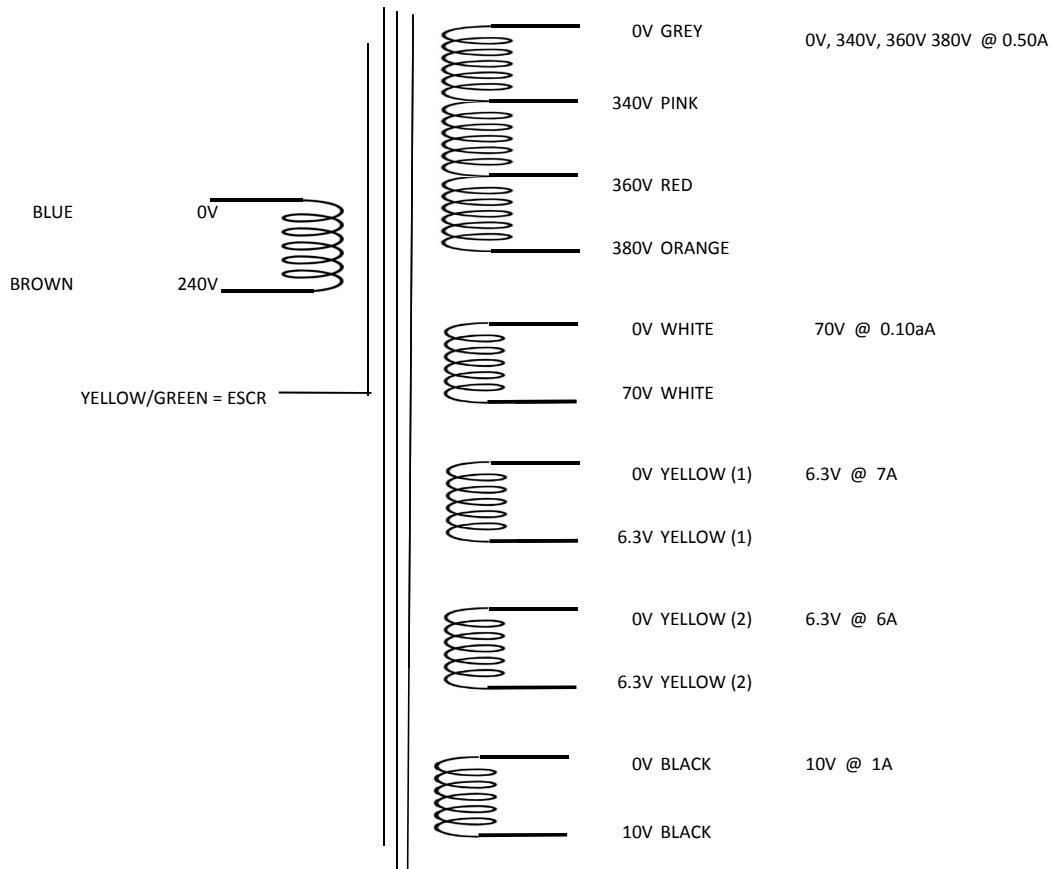 0V GREY 0V, 340V, 360V 380V @ 0.50A
340V PINK
360V RED
BLUE 0V
380V ORANGE
BROWN 240V
0V WHITE 70V @ 0.10aA
70V WHITE
YELLOW/GREEN = ESCR
0V YELLOW (1) 6.3V @ 7A
6.3V YELLOW (1)
0V YELLOW (2) 6.3V @ 6A
6.3V YELLOW (2)
0V BLACK 10V @ 1A
10V BLACK